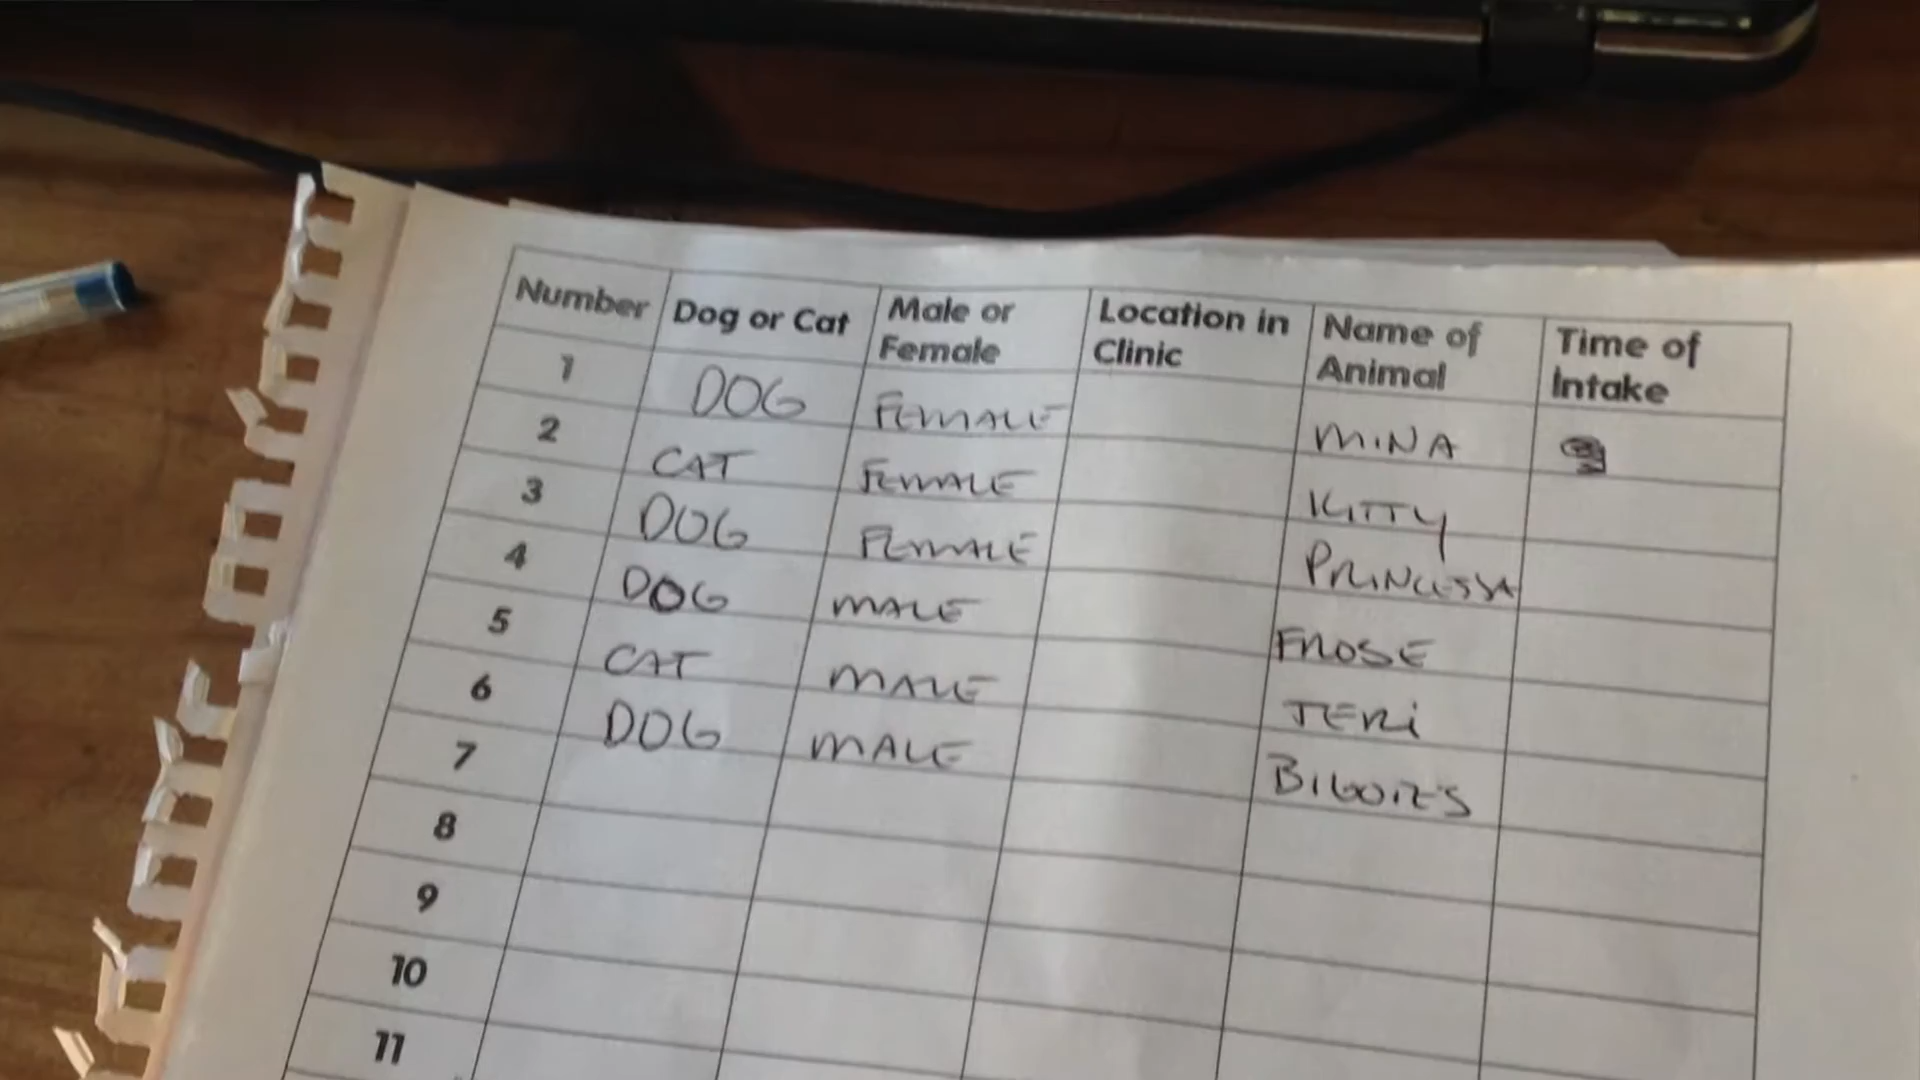 Number Dog or Cat Male or Female Location in Clinic Name of Animal Time of Intake
1 DOG FEMALE MINA
2 CAT FEMALE KITTY
3 DOG FEMALE PRINCESSA
4 DOG MALE FROSE
5 CAT MALE JERi
6 DOG MALE
7
8
9
10
11